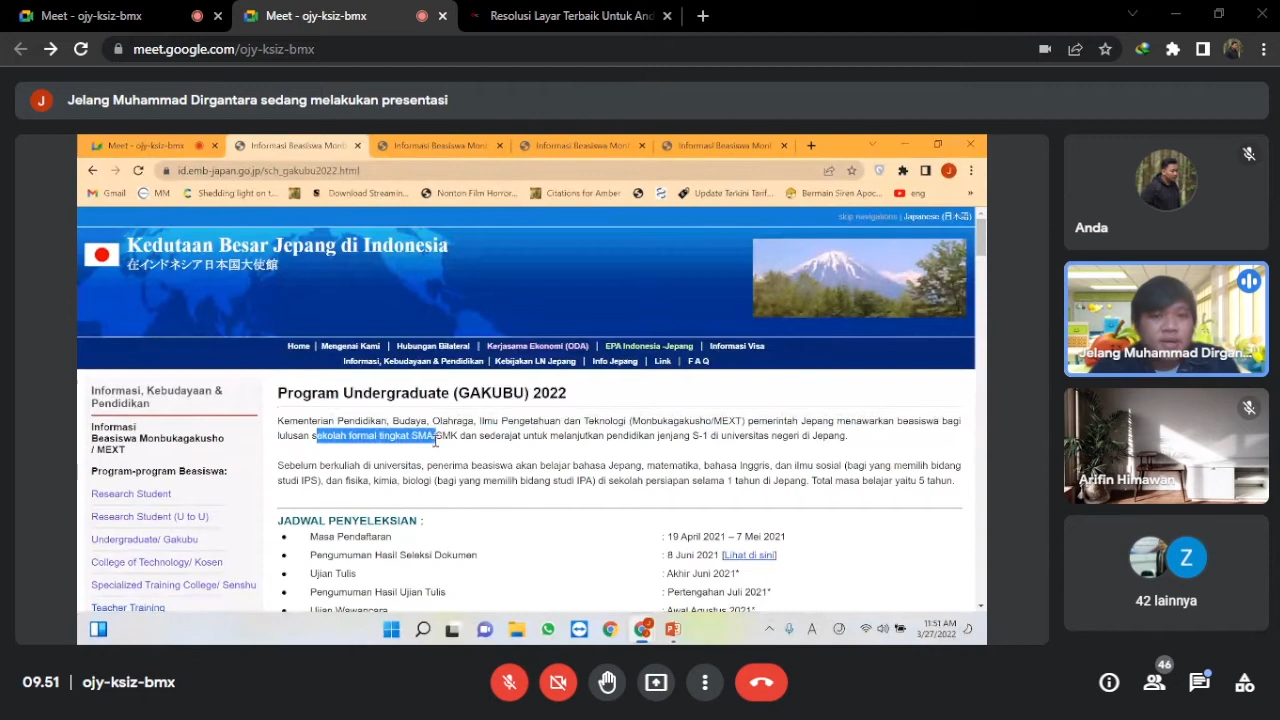 Meet - ojy-ksiz-bmx
Meet - ojy-ksiz-bmx
Resolusi Layar Terbaik Untuk And
meet.google.com/ojy-ksiz-bmx
J
Jelang Muhammad Dirgantara sedang melakukan presentasi
Meet - ojy-ksiz-bmx
Informasi Beasiswa Monb
Informasi Beasiswa Mon
Informasi Beasiswa Mon
Informasi Beasiswa Mon
id.emb-japan.go.jp/sch_gakubu2022.html
J
Gmail
MM
Shedding light on t...
Download Streamin...
Norton Film Horror...
Citations for Amber
Update Terkini Tarif...
Bermain Siren Apoc...
eng
skip navigations | Japanese (日本語)
Kedutaan Besar Jepang di Indonesia
在インドネシア日本国大使館
Home | Mengenai Kami | Hubungan Bilateral | Kerjasama Ekonomi (ODA) | EPA Indonesia -Jepang | Informasi Visa
Informasi, Kebudayaan & Pendidikan | Kebijakan LN Jepang | Info Jepang | Link | F A Q
Informasi, Kebudayaan &
Pendidikan
Informasi
Beasiswa Monbukagakusho
/ MEXT
Program-program Beasiswa:
Research Student
Research Student (U to U)
Undergraduate/ Gakubu
College of Technology/ Kosen
Specialized Training College/ Senshu
Teacher Training
Program Undergraduate (GAKUBU) 2022
Kementerian Pendidikan, Budaya, Olahraga, Ilmu Pengetahuan dan Teknologi (Monbukagakusho/MEXT) pemerintah Jepang menawarkan beasiswa bagi
lulusan sekolah formal tingkat SMA/SMK dan sederajat untuk melanjutkan pendidikan jenjang S-1 di universitas negeri di Jepang.
Sebelum berkuliah di universitas, penerima beasiswa akan belajar bahasa Jepang, matematika, bahasa Inggris, dan ilmu sosial (bagi yang memilih bidang
studi IPS), dan fisika, kimia, biologi (bagi yang memilih bidang studi IPA) di sekolah persiapan selama 1 tahun di Jepang. Total masa belajar yaitu 5 tahun.
JADWAL PENYELEKSIAN :
Masa Pendaftaran : 19 April 2021 – 7 Mei 2021
Pengumuman Hasil Seleksi Dokumen : 8 Juni 2021 [Lihat di sini]
Ujian Tulis : Akhir Juni 2021*
Pengumuman Hasil Ujian Tulis : Pertengahan Juli 2021*
Ujian Wawancara : Awal Agustus 2021*
11:51 AM
3/27/2022
Anda
Jelang Muhammad Dirgan...
Arifin Himawan
Z
42 lainnya
09.51 | ojy-ksiz-bmx
46